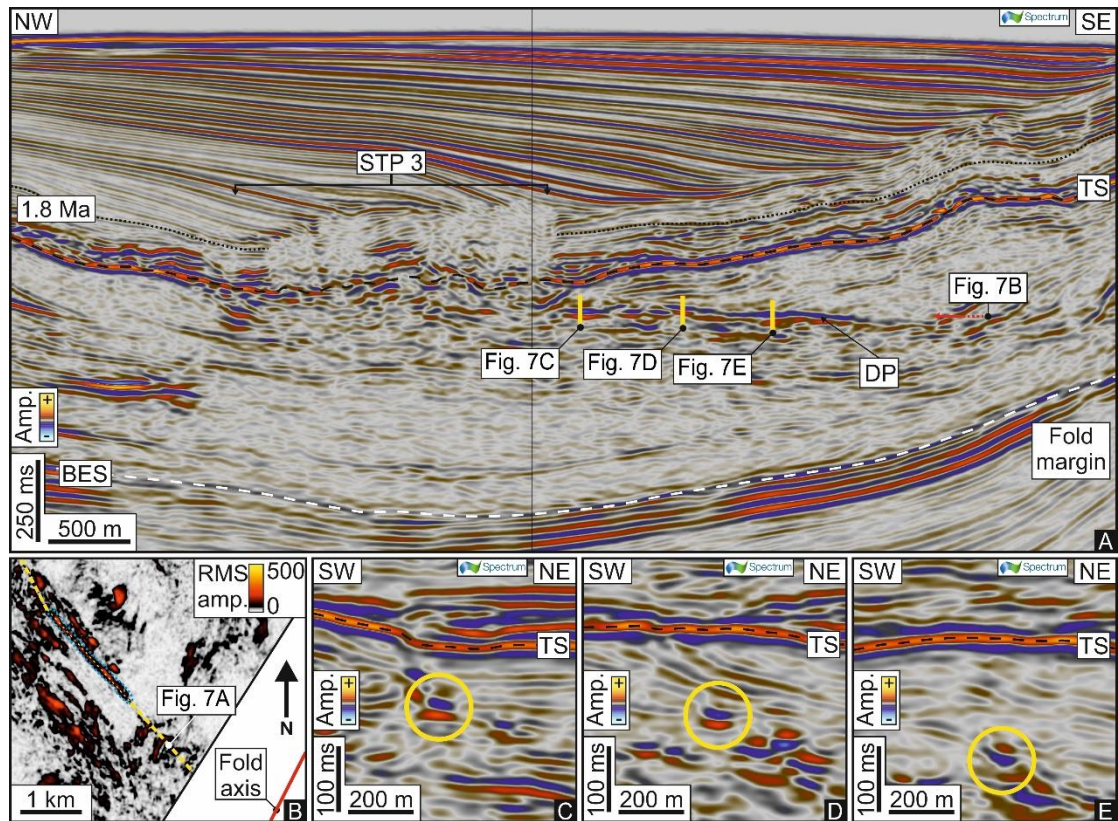 NW
Spectrum
SE
STP 3
1.8 Ma
TS
Fig. 7B
Fig. 7C
Fig. 7D
Fig. 7E
DP
Amp.
+
-
BES
Fold
margin
250 ms
500 m
A
RMS
amp.
500
0
Fig. 7A
N
Fold
axis
1 km
B
SW
Spectrum
NE
TS
Amp.
+
-
100 ms
200 m
C
SW
Spectrum
NE
TS
Amp.
+
-
100 ms
200 m
D
SW
Spectrum
NE
TS
Amp.
+
-
100 ms
200 m
E